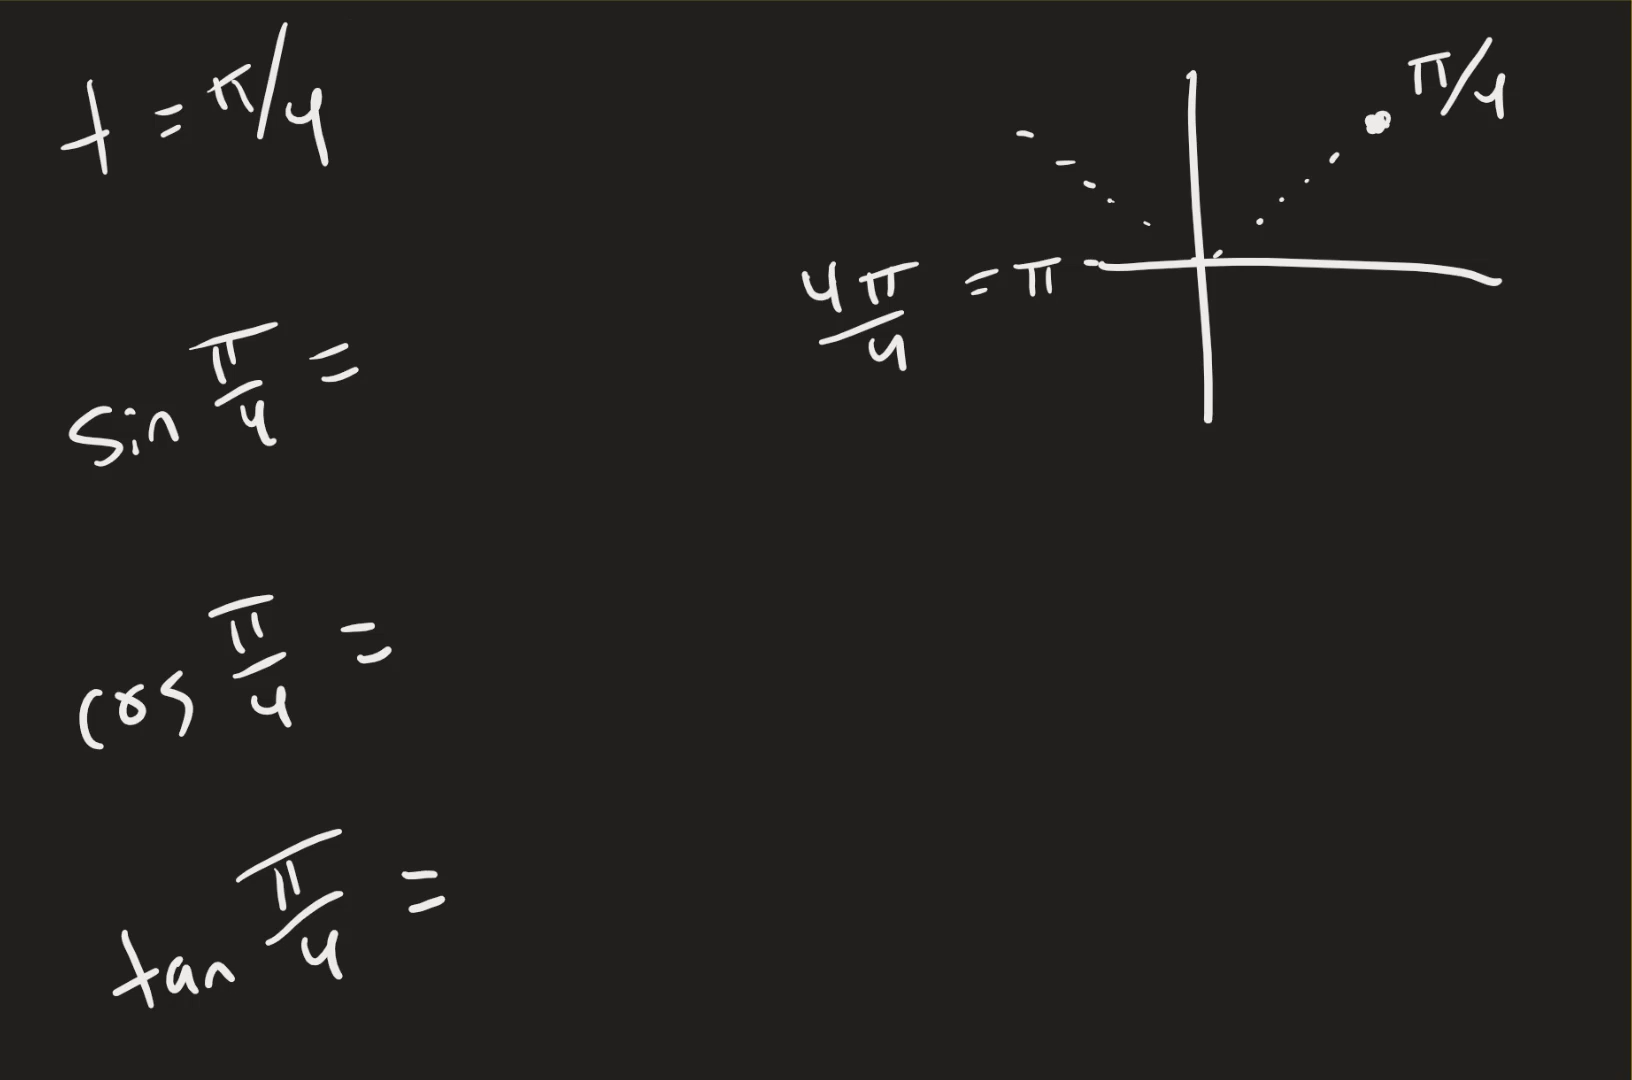 t = π/4
π/4
4π/4 = π
sin π/4 =
cos π/4 =
tan π/4 =